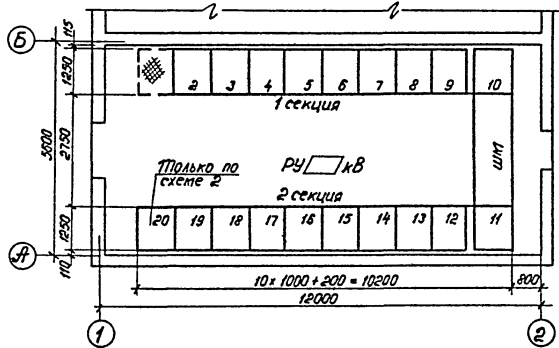 Б
115
1250
2750
5600
1250
110
А
2 3 4 5 6 7 8 9 10
1 секция
Только по
схеме 2
РУ кВ
ШМ
2 секция
20 19 18 17 16 15 14 13 12 11
10 х 1000 + 200 = 10200
800
12000
1
2